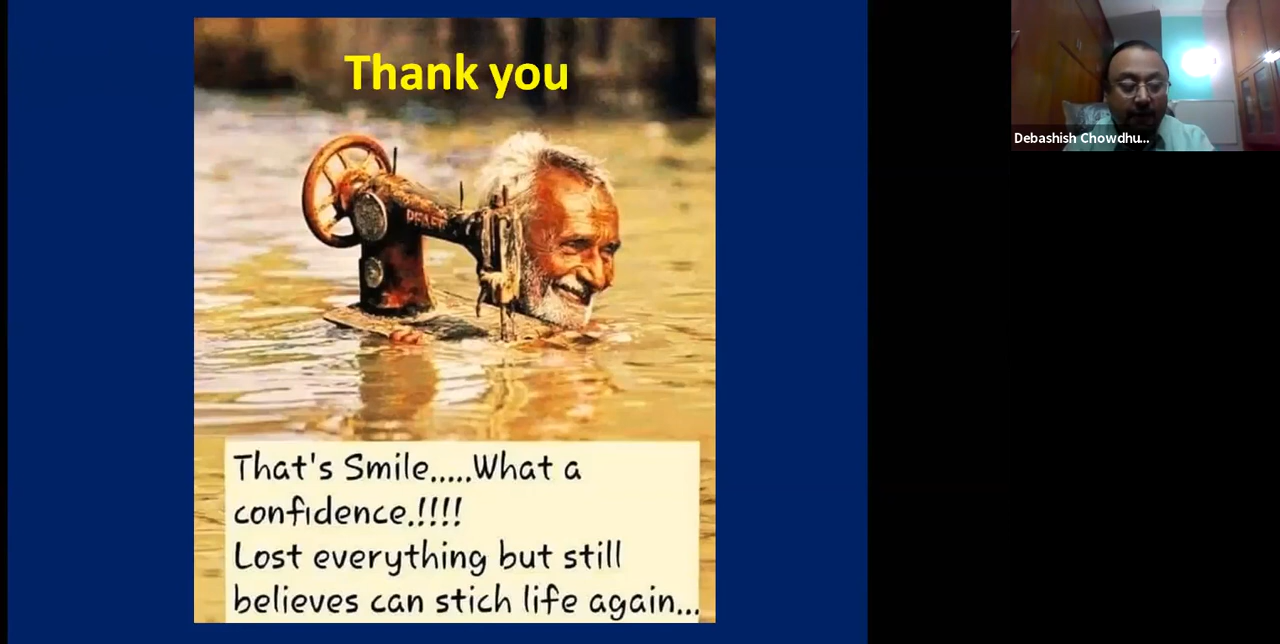 Thank you
Debashish Chowdhu...
That's Smile.....What a
confidence.!!!!
Lost everything but still
believes can stich life again...